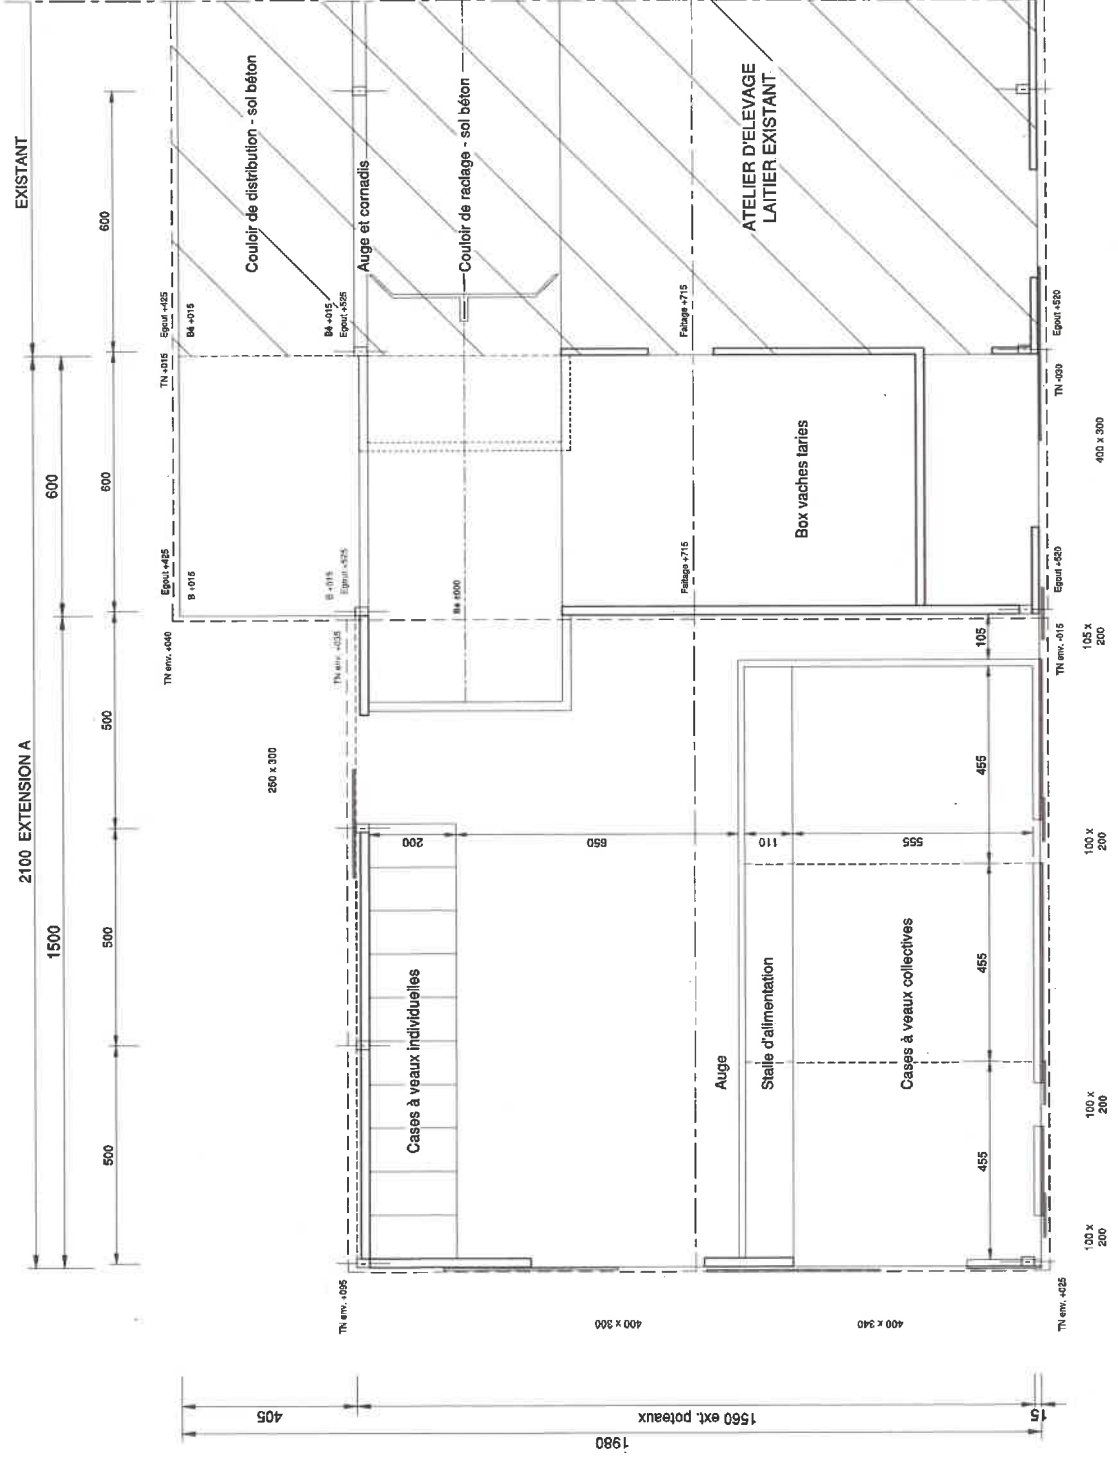 2100 EXTENSION A
EXISTANT
1500
600
500
500
500
600
600
TN env. +040
Egout +425
TN +015
Egout +425
B +015
Bé +015
Couloir de distribution - sol béton
TN env. +035
B +015
Egout +525
Bé +015
Egout +525
Auge et cornadis
250 x 300
Bé ±000
Couloir de raclage - sol béton
TN env. +095
Cases à veaux individuelles
200
650
110
555
Faîtage +715
Faîtage +715
ATELIER D'ELEVAGE
LAITIER EXISTANT
Auge
Stalle d'alimentation
Box vaches taries
Cases à veaux collectives
455
455
455
105
400 x 300
400 x 340
TN env. +025
TN env. -015
Egout +520
TN -030
Egout +520
100 x
200
100 x
200
100 x
200
105 x
200
400 x 300
405
1560 ext. poteaux
15
1980